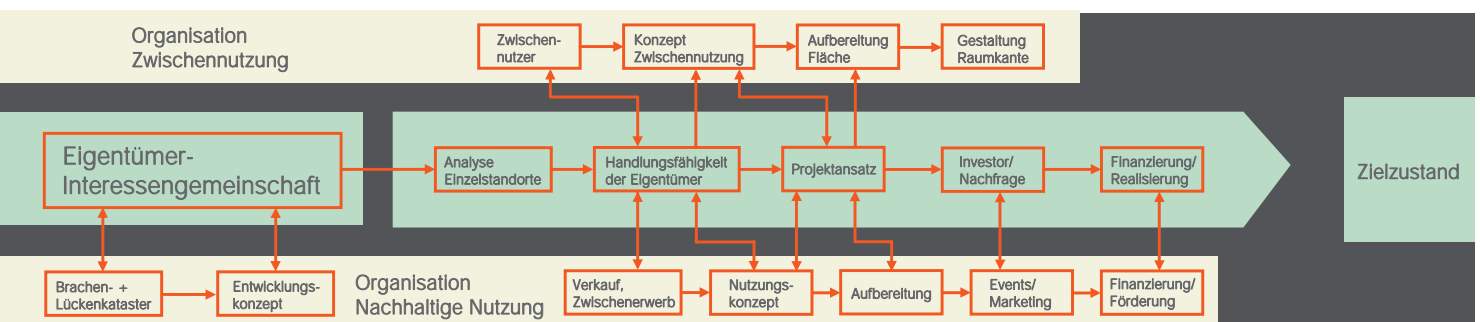 Organisation
Zwischennutzung
Zwischen-
nutzer
Konzept
Zwischennutzung
Aufbereitung
Fläche
Gestaltung
Raumkante
Eigentümer-
Interessengemeinschaft
Analyse
Einzelstandorte
Handlungsfähigkeit
der Eigentümer
Projektansatz
Investor/
Nachfrage
Finanzierung/
Realisierung
Zielzustand
Brachen- +
Lückenkataster
Entwicklungs-
konzept
Organisation
Nachhaltige Nutzung
Verkauf,
Zwischenerwerb
Nutzungs-
konzept
Aufbereitung
Events/
Marketing
Finanzierung/
Förderung